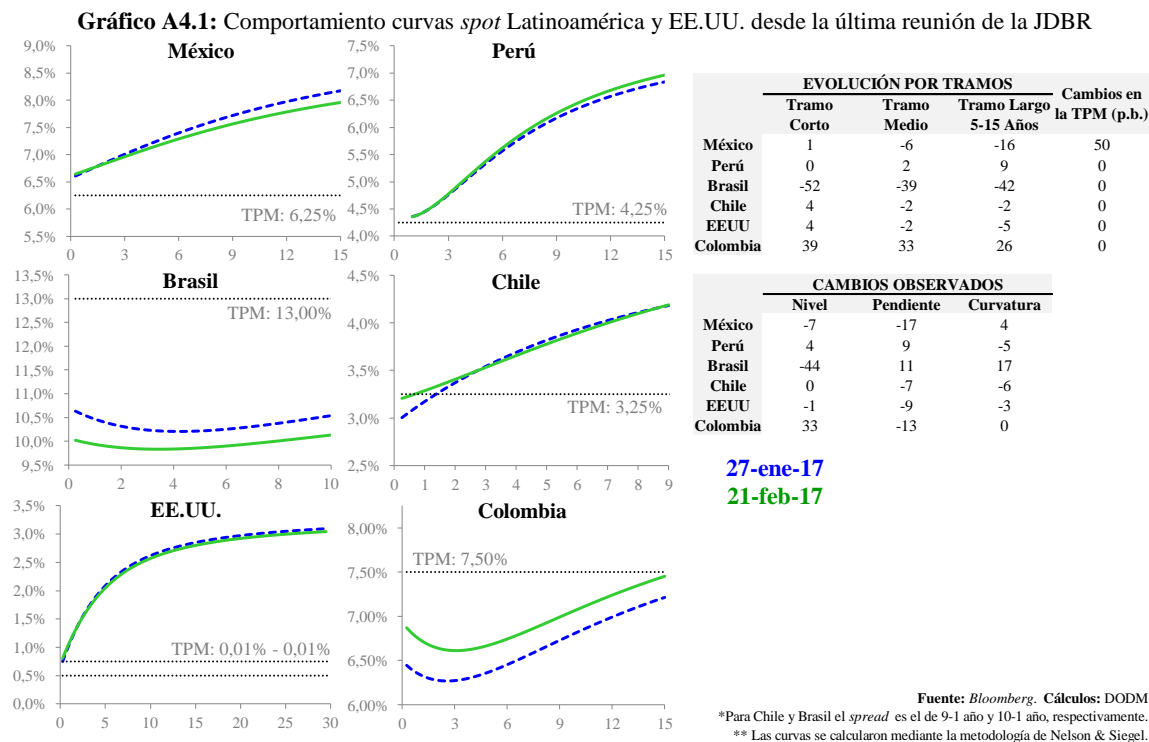 Gráfico A4.1: Comportamiento curvas spot Latinoamérica y EE.UU. desde la última reunión de la JDBR
México
9,0%
8,5%
8,0%
7,5%
7,0%
6,5%
6,0%
5,5%
TPM: 6,25%
0 3 6 9 12 15
Perú
7,5%
7,0%
6,5%
6,0%
5,5%
5,0%
4,5%
4,0%
TPM: 4,25%
0 3 6 9 12 15
EVOLUCIÓN POR TRAMOS
Cambios en
la TPM (p.b.)
Tramo Tramo Tramo Largo
Corto Medio 5-15 Años
México 1 -6 -16 50
Perú 0 2 9 0
Brasil -52 -39 -42 0
Chile 4 -2 -2 0
EEUU 4 -2 -5 0
Colombia 39 33 26 0
Brasil
13,5%
13,0%
12,5%
12,0%
11,5%
11,0%
10,5%
10,0%
9,5%
TPM: 13,00%
0 2 4 6 8 10
Chile
4,5%
4,0%
3,5%
3,0%
2,5%
TPM: 3,25%
0 1 2 3 4 5 6 7 8 9
CAMBIOS OBSERVADOS
Nivel Pendiente Curvatura
México -7 -17 4
Perú 4 9 -5
Brasil -44 11 17
Chile 0 -7 -6
EEUU -1 -9 -3
Colombia 33 -13 0
27-ene-17
21-feb-17
EE.UU.
3,5%
3,0%
2,5%
2,0%
1,5%
1,0%
0,5%
0,0%
TPM: 0,01% - 0,01%
0 5 10 15 20 25 30
Colombia
8,00%
7,50%
7,00%
6,50%
6,00%
TPM: 7,50%
0 3 6 9 12 15
Fuente: Bloomberg. Cálculos: DODM
*Para Chile y Brasil el spread es el de 9-1 año y 10-1 año, respectivamente.
** Las curvas se calcularon mediante la metodología de Nelson & Siegel.